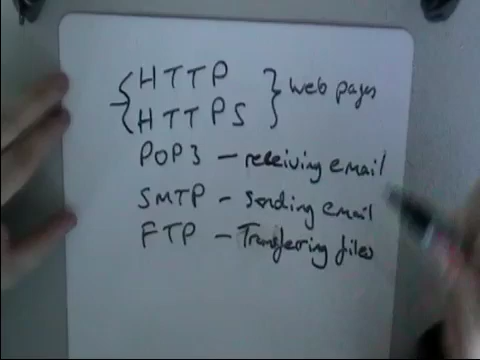 HTTP
HTTPS
web pages
POP3 - receiving email
SMTP - Sending email
FTP - Transferring files